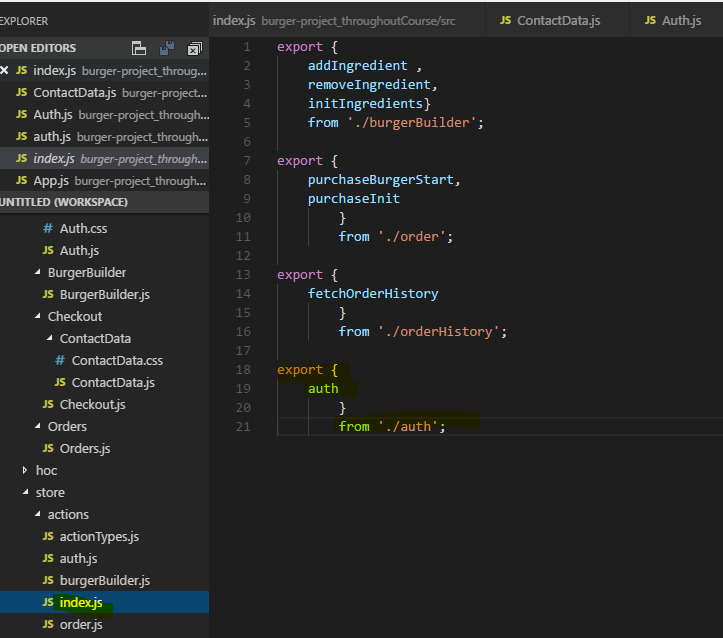 EXPLORER
OPEN EDITORS
JS index.js burger-project_throug...
JS ContactData.js burger-project...
JS Auth.js burger-project_through...
JS auth.js burger-project_through...
JS index.js burger-project_through...
JS App.js burger-project_through...
UNTITLED (WORKSPACE)
# Auth.css
JS Auth.js
BurgerBuilder
JS BurgerBuilder.js
Checkout
ContactData
# ContactData.css
JS ContactData.js
JS Checkout.js
Orders
JS Orders.js
hoc
store
actions
JS actionTypes.js
JS auth.js
JS burgerBuilder.js
JS index.js
JS order.js
index.js burger-project_throughoutCourse/src
JS ContactData.js
JS Auth.js
1 export {
2 addIngredient ,
3 removeIngredient,
4 initIngredients}
5 from './burgerBuilder';
6
7 export {
8 purchaseBurgerStart,
9 purchaseInit
10 }
11 from './order';
12
13 export {
14 fetchOrderHistory
15 }
16 from './orderHistory';
17
18 export {
19 auth
20 }
21 from './auth';